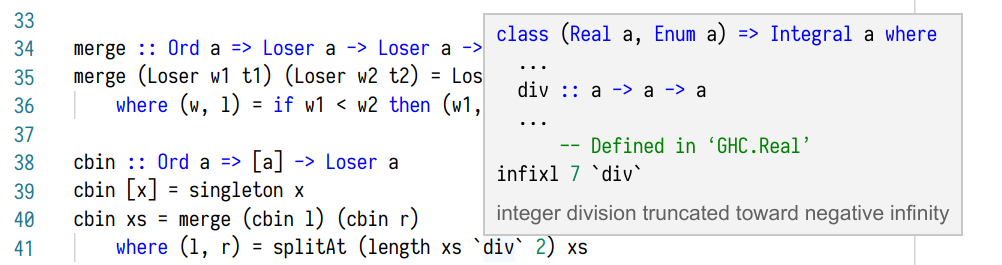 33
34 merge :: Ord a => Loser a -> Loser a ->
35 merge (Loser w1 t1) (Loser w2 t2) = Los
36 where (w, l) = if w1 < w2 then (w1,
37
38 cbin :: Ord a => [a] -> Loser a
39 cbin [x] = singleton x
40 cbin xs = merge (cbin l) (cbin r)
41 where (l, r) = splitAt (length xs `div` 2) xs
class (Real a, Enum a) => Integral a where
...
div :: a -> a -> a
...
-- Defined in ‘GHC.Real’
infixl 7 `div`
integer division truncated toward negative infinity